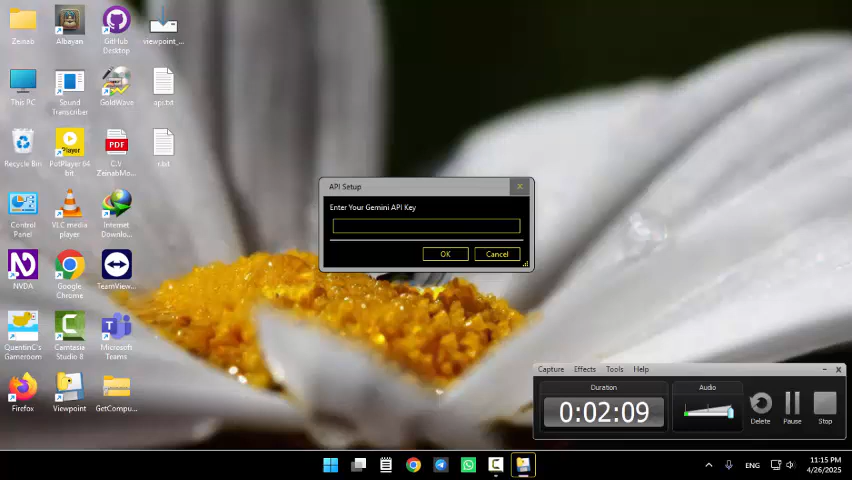 Zeinab
Albayan
GitHub
Desktop
viewpoint_...
This PC
Sound
Transcriber
GoldWave
api.txt
Recycle Bin
PotPlayer 64
bit
PDF
C.V
ZeinabMo...
r.txt
Control
Panel
VLC media
player
Internet
Downlo...
NVDA
Google
Chrome
TeamView...
QuentinC's
Gameroom
Camtasia
Studio 8
Microsoft
Teams
Firefox
Viewpoint
GetCompu...
API Setup
Enter Your Gemini API Key
OK
Cancel
Capture Effects Tools Help
Duration
0:02:09
Audio
Delete
Pause
Stop
ENG
11:15 PM
4/26/2025